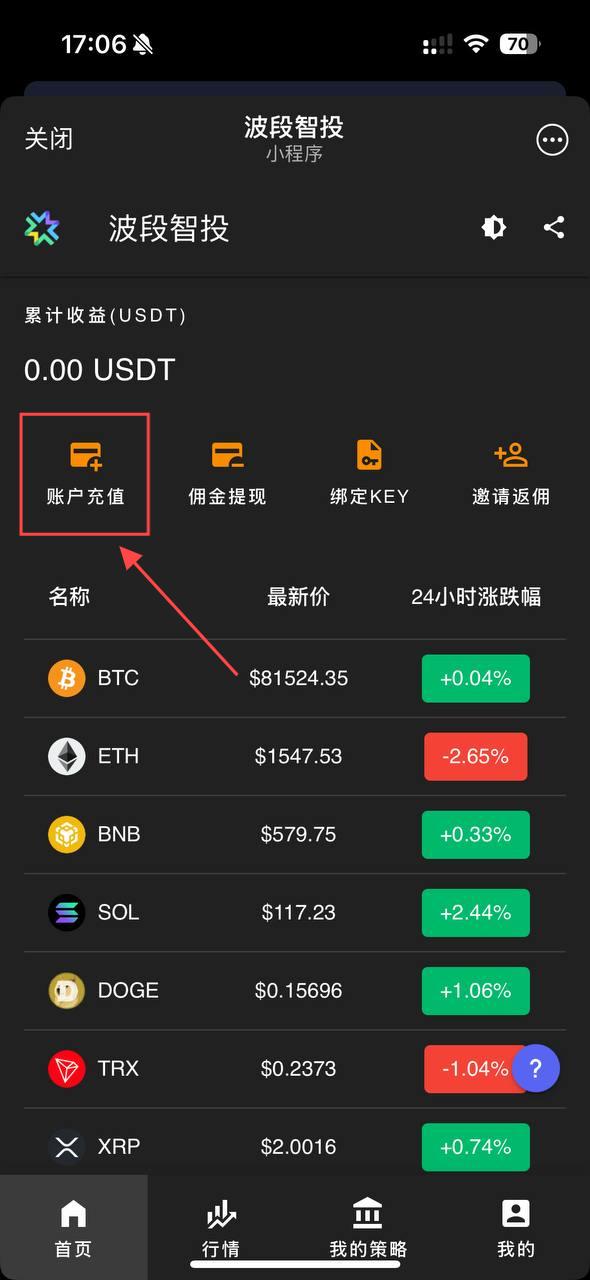 17:06
70
关闭
波段智投
小程序
波段智投
累计收益(USDT)
0.00 USDT
账户充值
佣金提现
绑定KEY
邀请返佣
名称 最新价 24小时涨跌幅
BTC $81524.35 +0.04%
ETH $1547.53 -2.65%
BNB $579.75 +0.33%
SOL $117.23 +2.44%
DOGE $0.15696 +1.06%
TRX $0.2373 -1.04% ?
XRP $2.0016 +0.74%
首页
行情
我的策略
我的